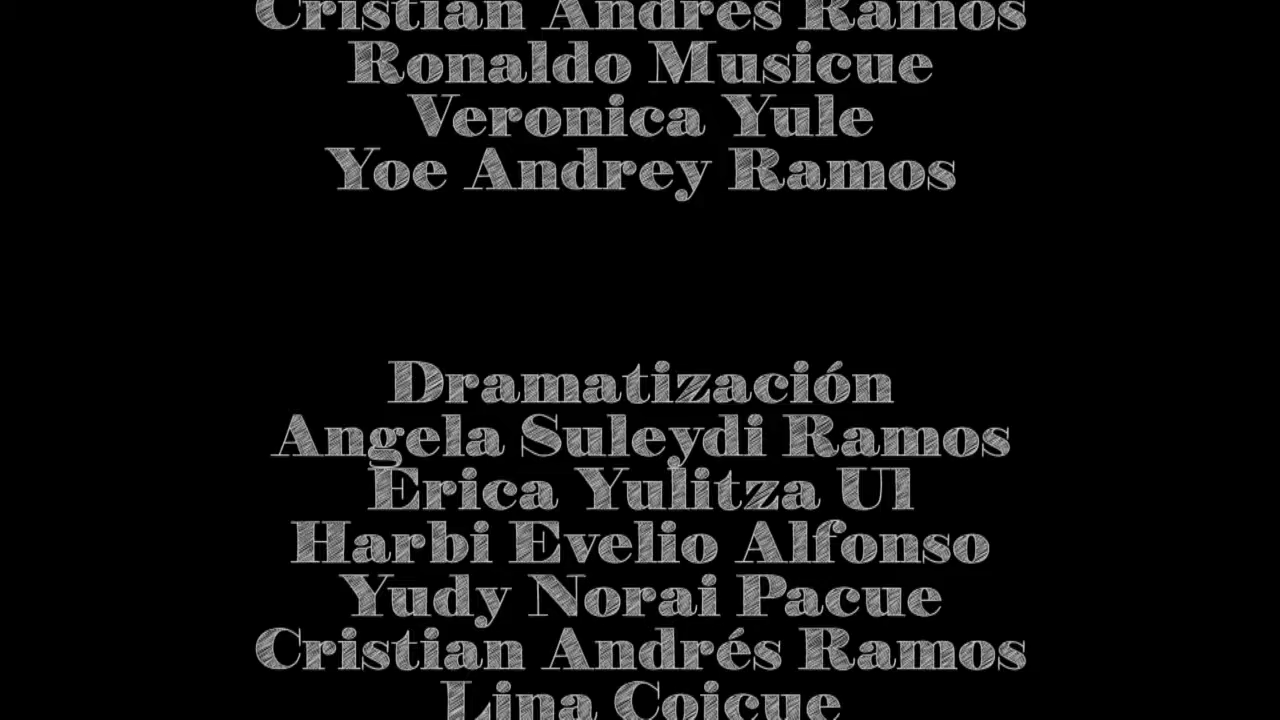 Cristian Andrés Ramos
Ronaldo Musicue
Veronica Yule
Yoe Andrey Ramos
Dramatización
Angela Suleydi Ramos
Erica Yulitza Ul
Harbi Evelio Alfonso
Yudy Norai Pacue
Cristian Andrés Ramos
Lina Coicue